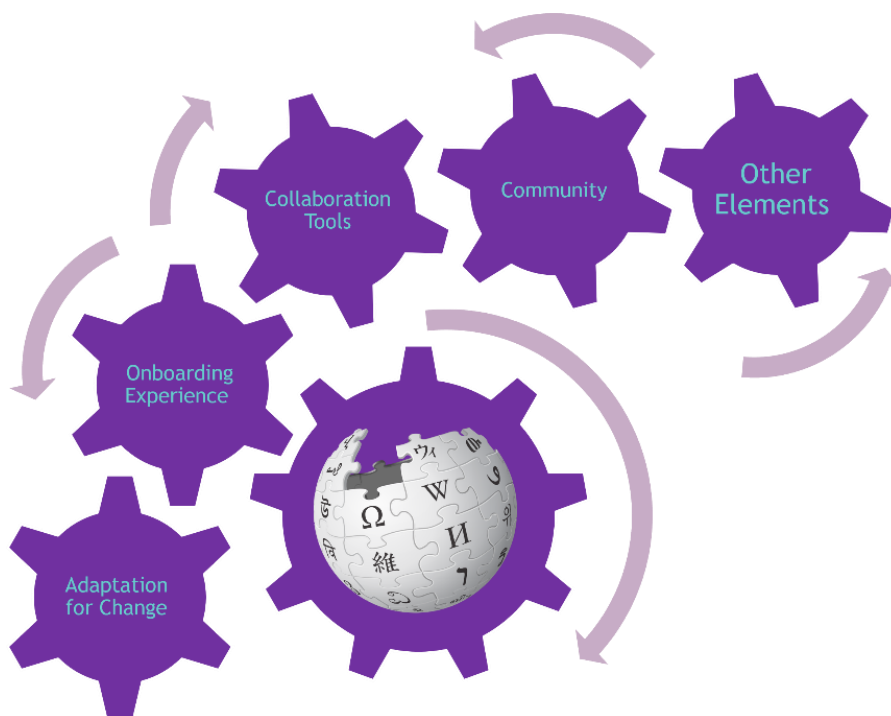 Other
Elements
Community
Collaboration
Tools
Onboarding
Experience
Adaptation
for Change
ウィ
W
Ω
И
維